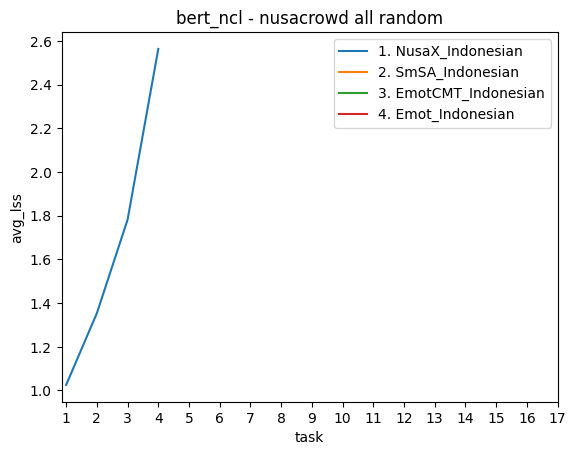 bert_ncl - nusacrowd all random
2.6
2.4
2.2
2.0
1.8
1.6
1.4
1.2
1.0
avg_lss
1. NusaX_Indonesian
2. SmSA_Indonesian
3. EmotCMT_Indonesian
4. Emot_Indonesian
1 2 3 4 5 6 7 8 9 10 11 12 13 14 15 16 17
task